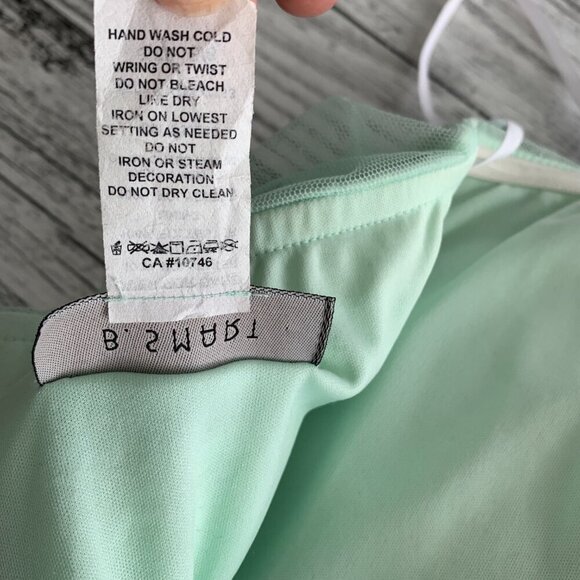 HAND WASH COLD
DO NOT
WRING OR TWIST
DO NOT BLEACH
LINE DRY
IRON ON LOWEST
SETTING AS NEEDED
DO NOT
IRON OR STEAM
DECORATION
DO NOT DRY CLEAN
CA #10746
B. SMART